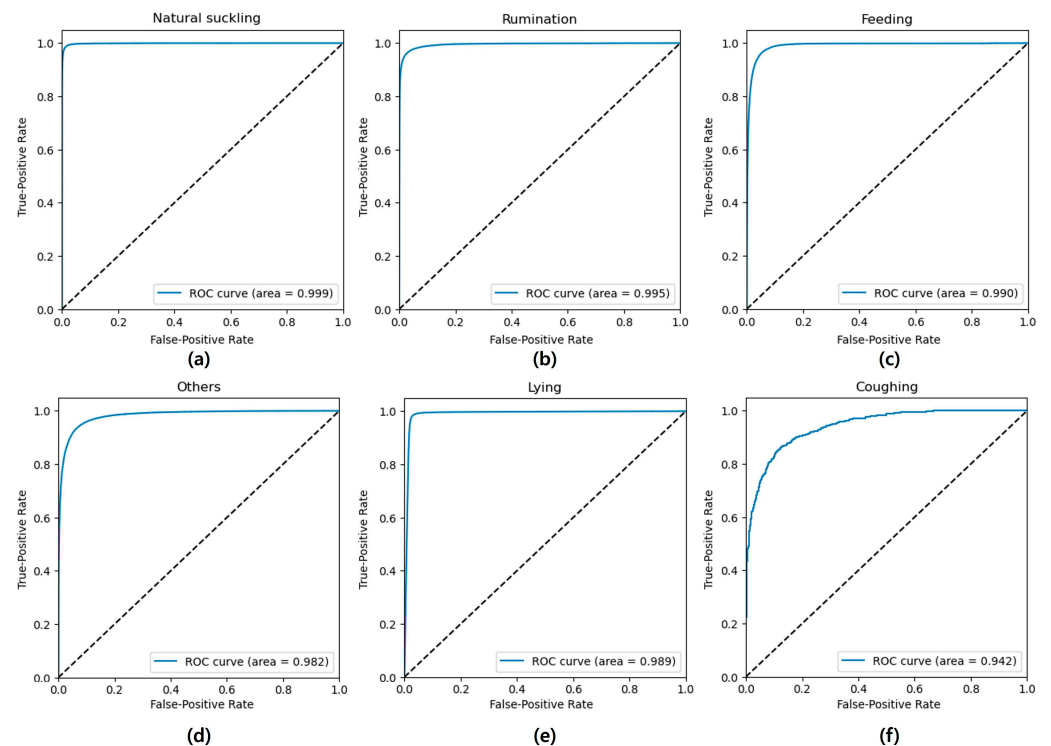 Natural suckling
1.0
0.8
0.6
0.4
0.2
0.0
True-Positive Rate
ROC curve (area = 0.999)
0.0 0.2 0.4 0.6 0.8 1.0
False-Positive Rate
(a)
Rumination
1.0
0.8
0.6
0.4
0.2
0.0
True-Positive Rate
ROC curve (area = 0.995)
0.0 0.2 0.4 0.6 0.8 1.0
False-Positive Rate
(b)
Feeding
1.0
0.8
0.6
0.4
0.2
0.0
True-Positive Rate
ROC curve (area = 0.990)
0.0 0.2 0.4 0.6 0.8 1.0
False-Positive Rate
(c)
Others
1.0
0.8
0.6
0.4
0.2
0.0
True-Positive Rate
ROC curve (area = 0.982)
0.0 0.2 0.4 0.6 0.8 1.0
False-Positive Rate
(d)
Lying
1.0
0.8
0.6
0.4
0.2
0.0
True-Positive Rate
ROC curve (area = 0.989)
0.0 0.2 0.4 0.6 0.8 1.0
False-Positive Rate
(e)
Coughing
1.0
0.8
0.6
0.4
0.2
0.0
True-Positive Rate
ROC curve (area = 0.942)
0.0 0.2 0.4 0.6 0.8 1.0
False-Positive Rate
(f)